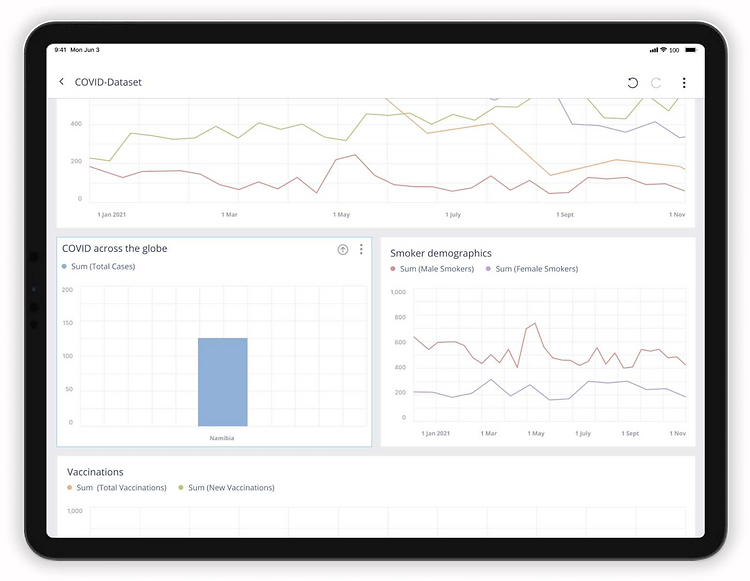 9:41 Mon Jun 3
100
COVID-Dataset
400
200
0
1 Jan 2021 1 Mar 1 May 1 July 1 Sept 1 Nov
COVID across the globe
Sum (Total Cases)
200
150
100
50
0
Namibia
Smoker demographics
Sum (Male Smokers) Sum (Female Smokers)
1,000
800
600
400
200
0
1 Jan 2021 1 Mar 1 May 1 July 1 Sept 1 Nov
Vaccinations
Sum (Total Vaccinations) Sum (New Vaccinations)
1,000